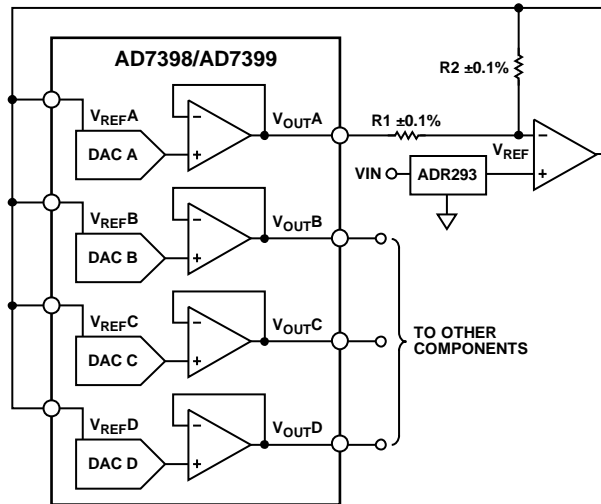 AD7398/AD7399
VREFA
DAC A
–
+
VOUTA
R1 ±0.1%
R2 ±0.1%
VREF
–
+
VIN
ADR293
VREFB
DAC B
–
+
VOUTB
VREFC
DAC C
–
+
VOUTC
TO OTHER
COMPONENTS
VREFD
DAC D
–
+
VOUTD